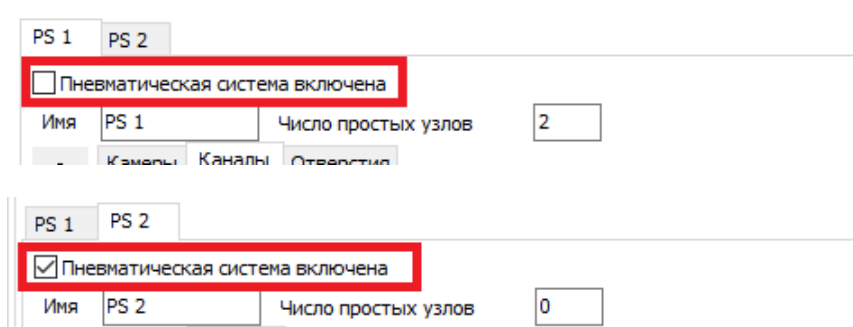 PS 1 PS 2
Пневматическая система включена
Имя PS 1 Число простых узлов 2
- Камеры Каналы Отверстия
PS 1 PS 2
Пневматическая система включена
Имя PS 2 Число простых узлов 0